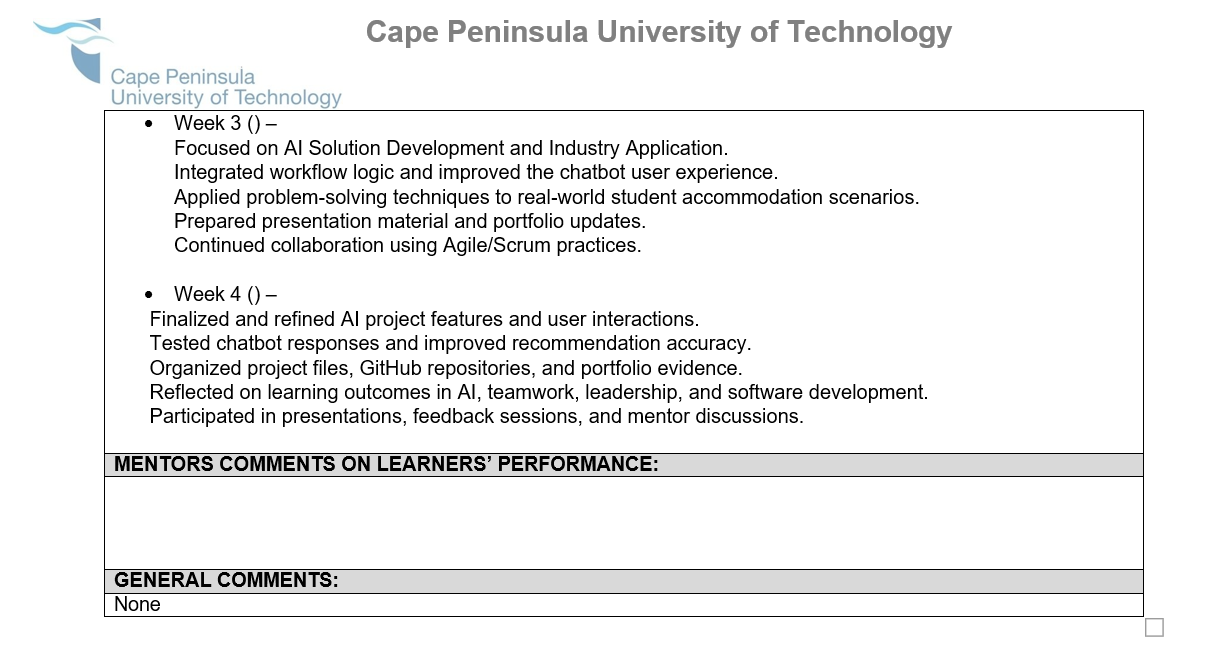 Cape Peninsula University of Technology
Cape Peninsula
University of Technology
• Week 3 () –
Focused on AI Solution Development and Industry Application.
Integrated workflow logic and improved the chatbot user experience.
Applied problem-solving techniques to real-world student accommodation scenarios.
Prepared presentation material and portfolio updates.
Continued collaboration using Agile/Scrum practices.
• Week 4 () –
Finalized and refined AI project features and user interactions.
Tested chatbot responses and improved recommendation accuracy.
Organized project files, GitHub repositories, and portfolio evidence.
Reflected on learning outcomes in AI, teamwork, leadership, and software development.
Participated in presentations, feedback sessions, and mentor discussions.
MENTORS COMMENTS ON LEARNERS’ PERFORMANCE:
GENERAL COMMENTS:
None